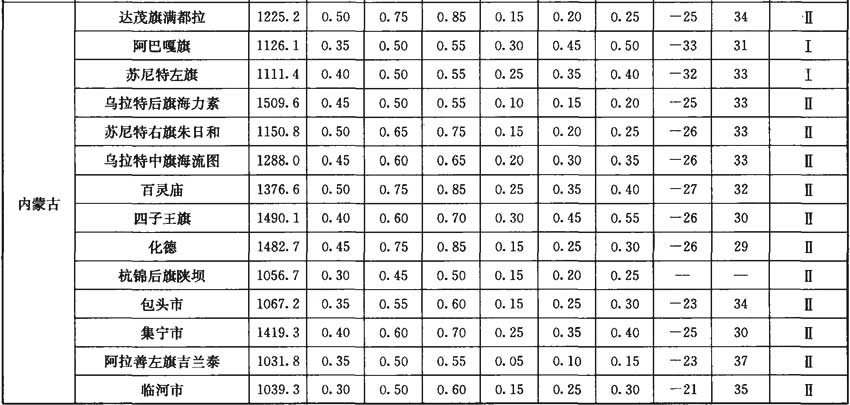 内蒙古
达茂旗满都拉 1225.2 0.50 0.75 0.85 0.15 0.20 0.25 −25 34 Ⅱ
阿巴嘎旗 1126.1 0.35 0.50 0.55 0.30 0.45 0.50 −33 31 Ⅰ
苏尼特左旗 1111.4 0.40 0.50 0.55 0.25 0.35 0.40 −32 33 Ⅰ
乌拉特后旗海力素 1509.6 0.45 0.50 0.55 0.10 0.15 0.20 −25 33 Ⅱ
苏尼特右旗朱日和 1150.8 0.50 0.65 0.75 0.15 0.20 0.25 −26 33 Ⅱ
乌拉特中旗海流图 1288.0 0.45 0.60 0.65 0.20 0.30 0.35 −26 33 Ⅱ
百灵庙 1376.6 0.50 0.75 0.85 0.25 0.35 0.40 −27 32 Ⅱ
四子王旗 1490.1 0.40 0.60 0.70 0.30 0.45 0.55 −26 30 Ⅱ
化德 1482.7 0.45 0.75 0.85 0.15 0.25 0.30 −26 29 Ⅱ
杭锦后旗陕坝 1056.7 0.30 0.45 0.50 0.15 0.20 0.25 — — Ⅱ
包头市 1067.2 0.35 0.55 0.60 0.15 0.25 0.30 −23 34 Ⅱ
集宁市 1419.3 0.40 0.60 0.70 0.25 0.35 0.40 −25 30 Ⅱ
阿拉善左旗吉兰泰 1031.8 0.35 0.50 0.55 0.05 0.10 0.15 −23 37 Ⅱ
临河市 1039.3 0.30 0.50 0.60 0.15 0.25 0.30 −21 35 Ⅱ